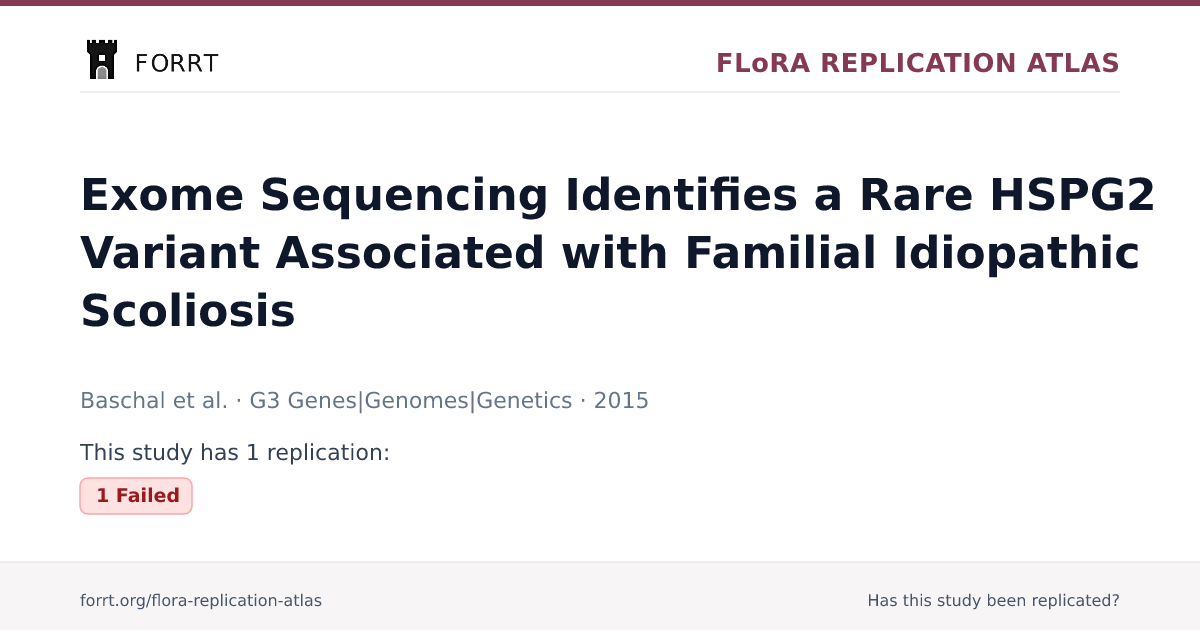 FORRT
FLoRA REPLICATION ATLAS
Exome Sequencing Identifies a Rare HSPG2
Variant Associated with Familial Idiopathic
Scoliosis
Baschal et al. · G3 Genes|Genomes|Genetics · 2015
This study has 1 replication:
1 Failed
forrt.org/flora-replication-atlas
Has this study been replicated?